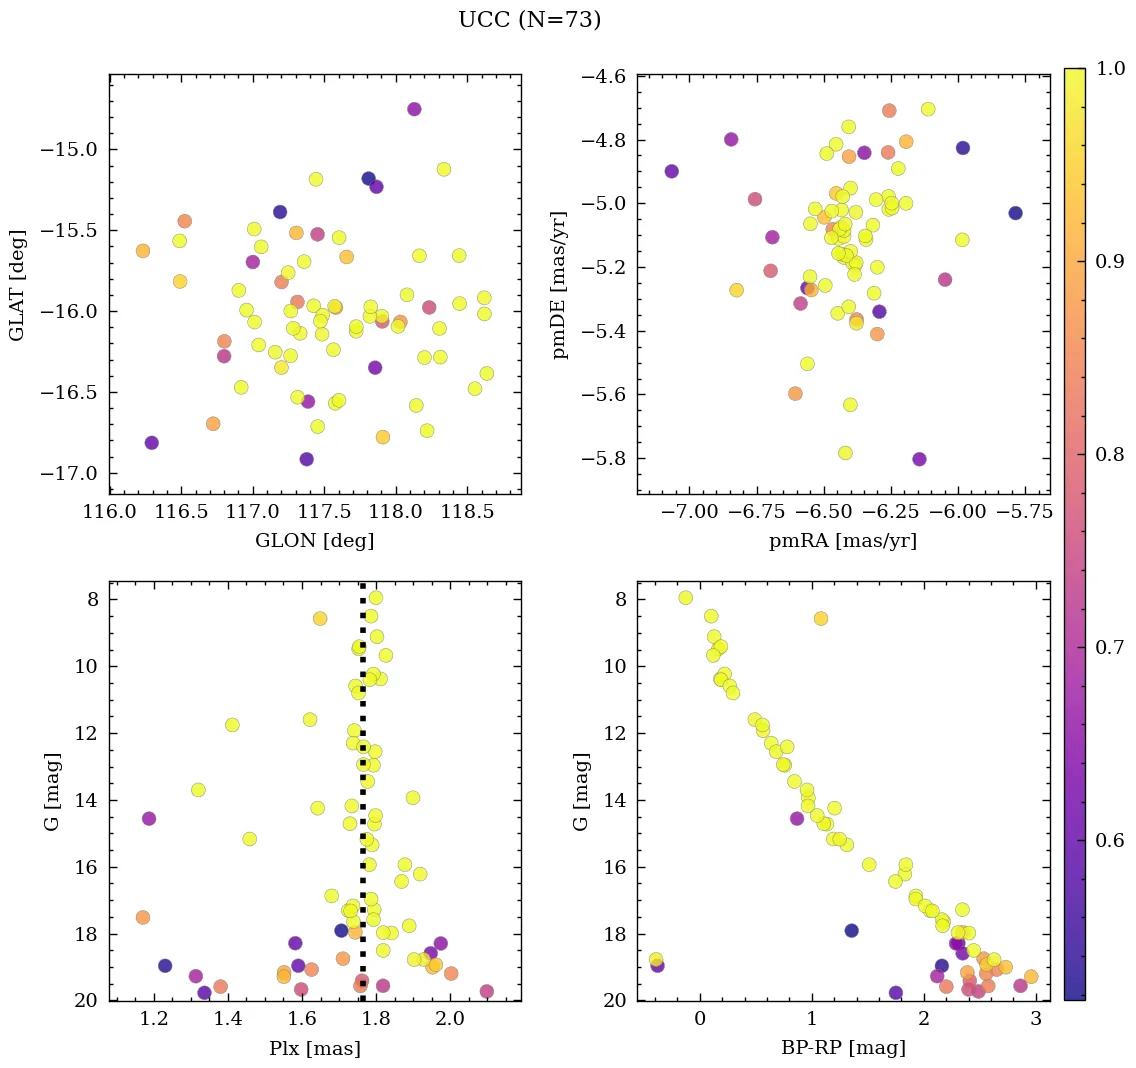 UCC (N=73)
−15.0
−15.5
−16.0
−16.5
−17.0
GLAT [deg]
116.0 116.5 117.0 117.5 118.0 118.5
GLON [deg]
−4.6
−4.8
−5.0
−5.2
−5.4
−5.6
−5.8
pmDE [mas/yr]
−7.00 −6.75 −6.50 −6.25 −6.00 −5.75
pmRA [mas/yr]
8
10
12
14
16
18
20
G [mag]
1.2 1.4 1.6 1.8 2.0
Plx [mas]
8
10
12
14
16
18
20
G [mag]
0 1 2 3
BP-RP [mag]
1.0
0.9
0.8
0.7
0.6